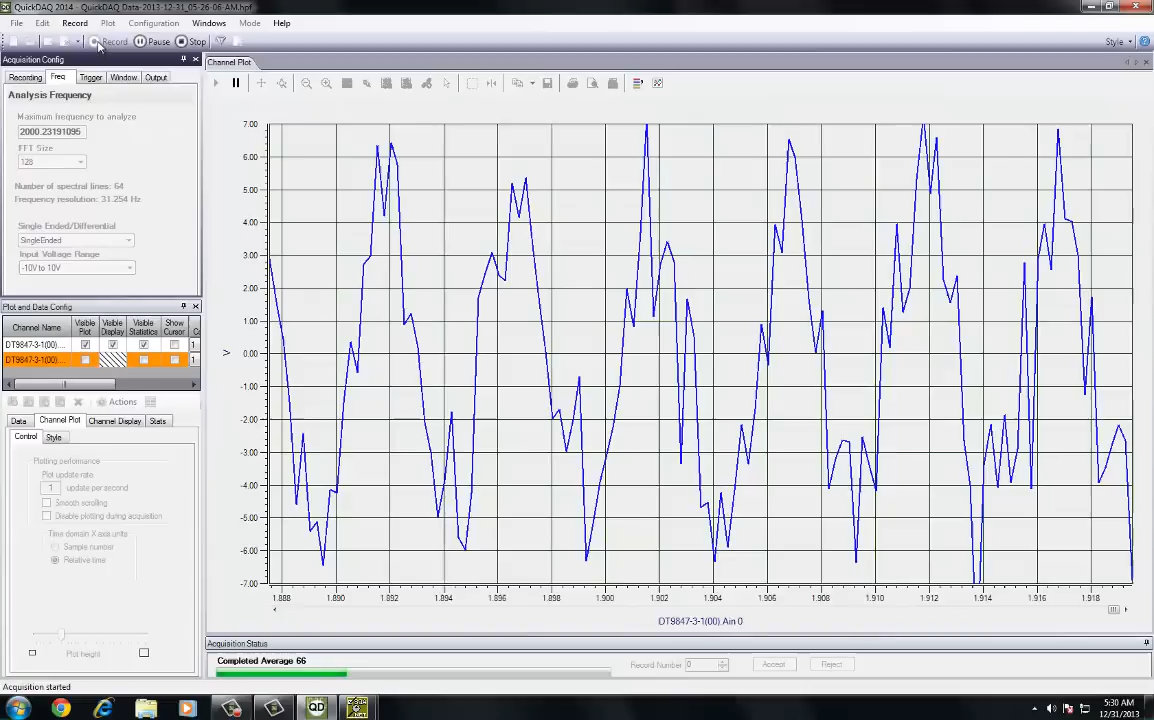 QuickDAQ 2014 - QuickDAQ Data-2013-12-31_05-26-06-AM.hpf
File Edit Record Plot Configuration Windows Mode Help
Record Pause Stop Style
Acquisition Config
Channel Plot
Recording Freq Trigger Window Output
Analysis Frequency
Maximum frequency to analyze
2000.23191095
FFT Size
128
Number of spectral lines: 64
Frequency resolution: 31.254 Hz
Single Ended/Differential
SingleEnded
Input Voltage Range
-10V to 10V
Plot and Data Config
Channel Name Visible Plot Visible Display Visible Statistics Show Cursor
DT9847-3-1(00).... 1
DT9847-3-1(00).... 1
Actions
Data Channel Plot Channel Display Stats
Control Style
Plotting performance
Plot update rate
1 update per second
Smooth scrolling
Disable plotting during acquisition
Time domain X axis units
Sample number
Relative time
Plot height
7.00
6.00
5.00
4.00
3.00
2.00
1.00
0.00
-1.00
-2.00
-3.00
-4.00
-5.00
-6.00
-7.00
V
1.888 1.890 1.892 1.894 1.896 1.898 1.900 1.902 1.904 1.906 1.908 1.910 1.912 1.914 1.916 1.918
DT9847-3-1(00).Ain 0
Acquisition Status
Completed Average 66
Record Number 0 Accept Reject
Acquisition started
QD
5:30 AM
12/31/2013